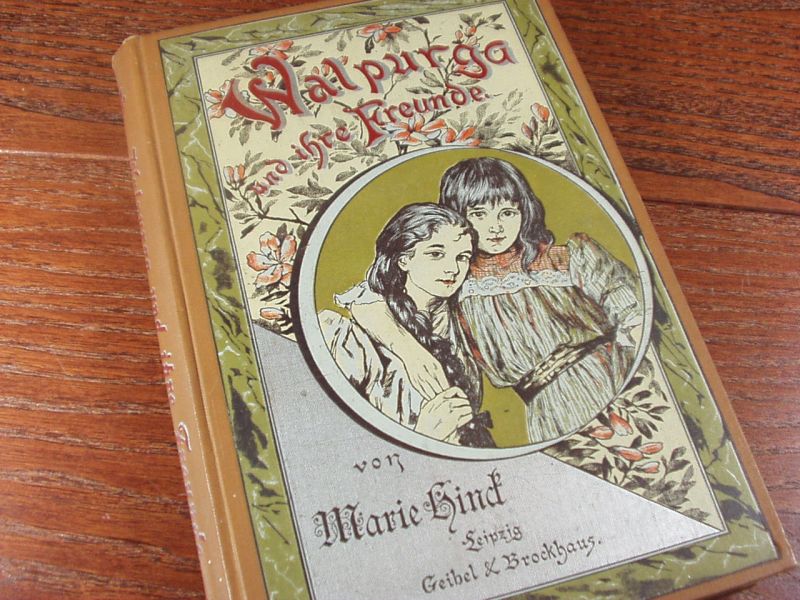 Walpurga
und ihre Freunde.
von
Marie Hinck
Leipzig
Geibel & Brockhaus.